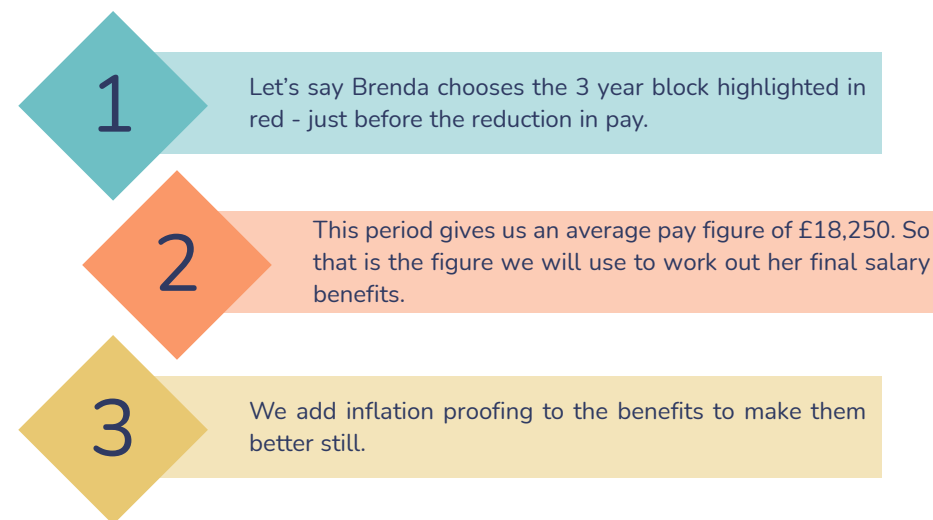 1
Let’s say Brenda chooses the 3 year block highlighted in
red - just before the reduction in pay.
2
This period gives us an average pay figure of £18,250. So
that is the figure we will use to work out her final salary
benefits.
3
We add inflation proofing to the benefits to make them
better still.